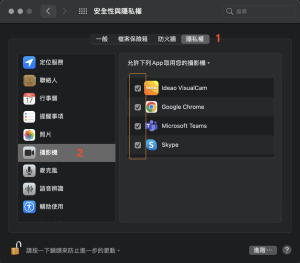 安全性與隱私權
搜尋
一般 檔案保險箱 防火牆 隱私權 1
定位服務
聯絡人
17 行事曆
提醒事項
照片
攝影機 2
麥克風
語音辨識
輔助使用
允許下列 App 取用您的攝影機。
Ideao VisualCam
Google Chrome
Microsoft Teams
Skype
請按一下鎖頭來防止進一步的更動。
進階⋯ ?